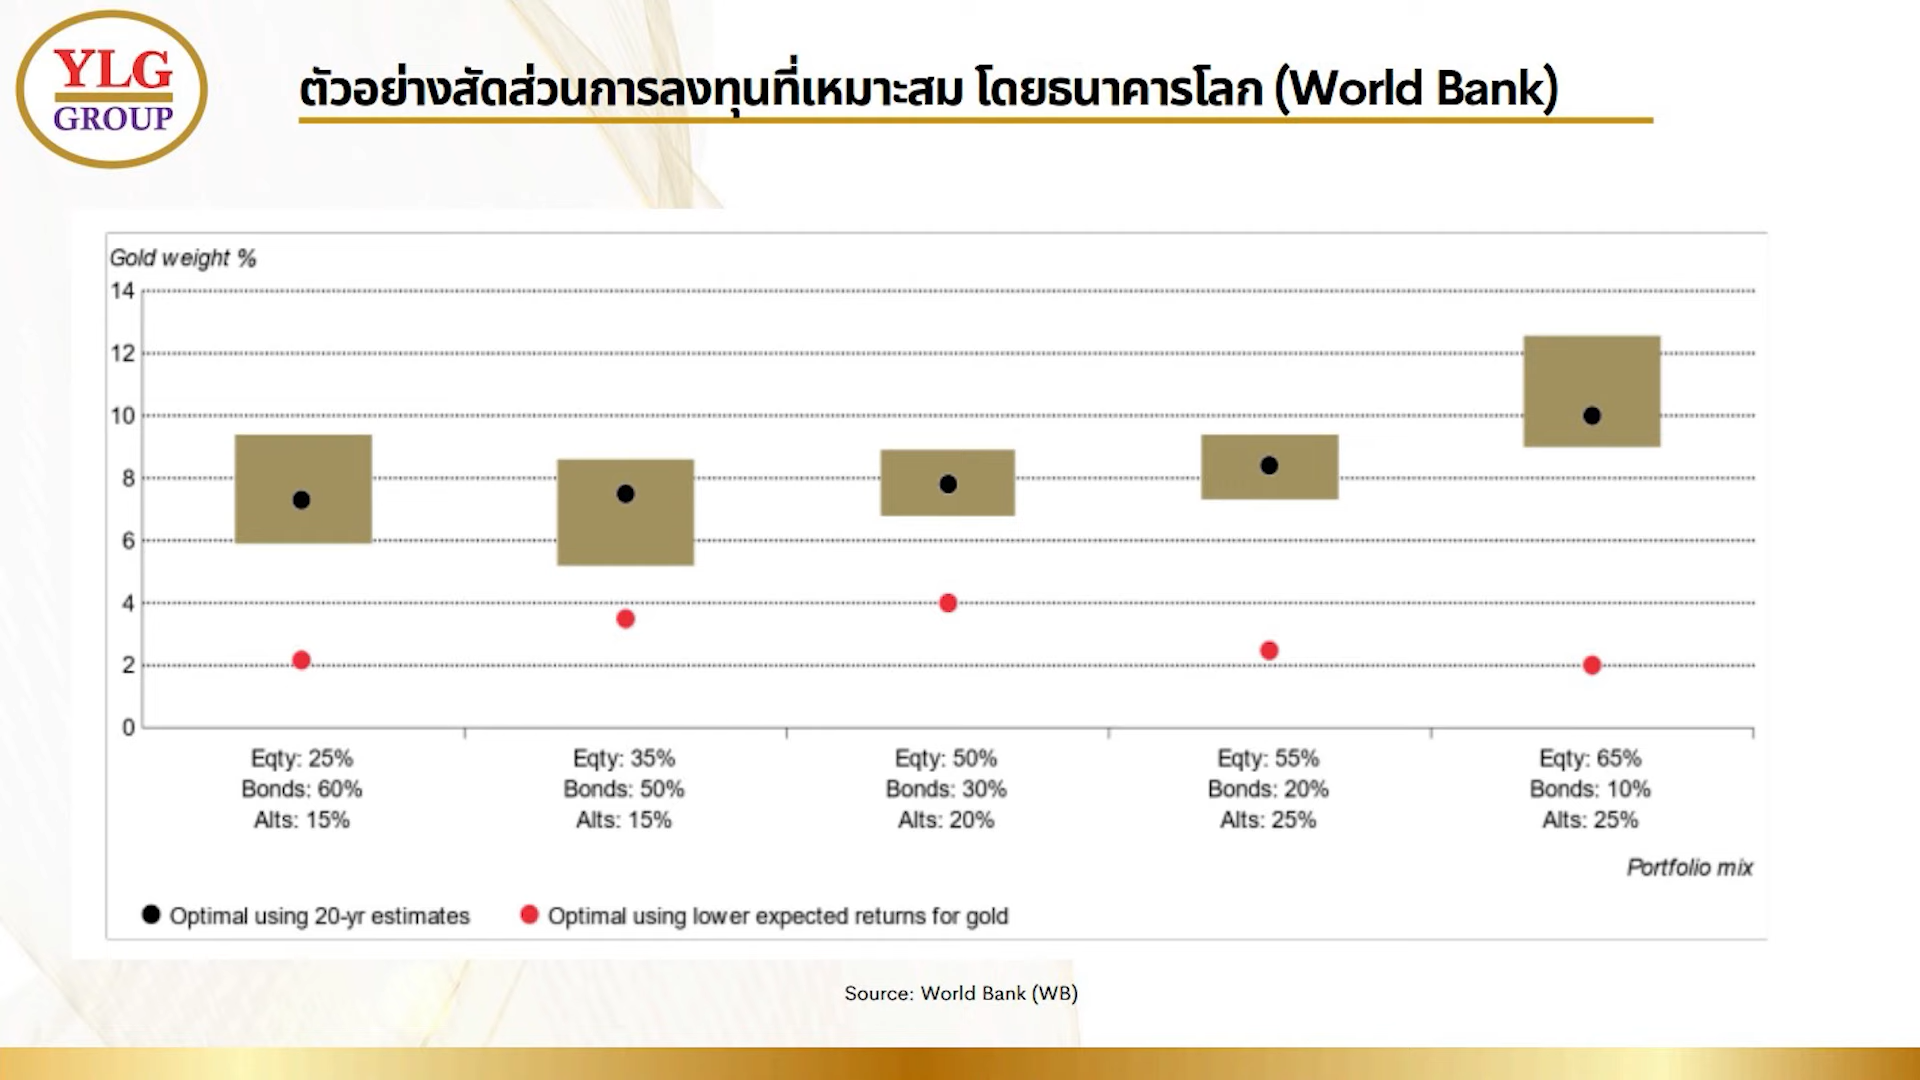 YLG
GROUP
ตัวอย่างสัดส่วนการลงทุนที่เหมาะสม โดยธนาคารโลก (World Bank)
Gold weight %
14
12
10
8
6
4
2
0
Eqty: 25%
Bonds: 60%
Alts: 15%
Eqty: 35%
Bonds: 50%
Alts: 15%
Eqty: 50%
Bonds: 30%
Alts: 20%
Eqty: 55%
Bonds: 20%
Alts: 25%
Eqty: 65%
Bonds: 10%
Alts: 25%
Portfolio mix
Optimal using 20-yr estimates
Optimal using lower expected returns for gold
Source: World Bank (WB)